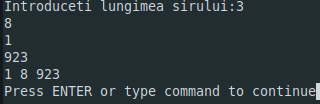 Introduceti lungimea sirului:3
8
1
923
1 8 923
Press ENTER or type command to continue